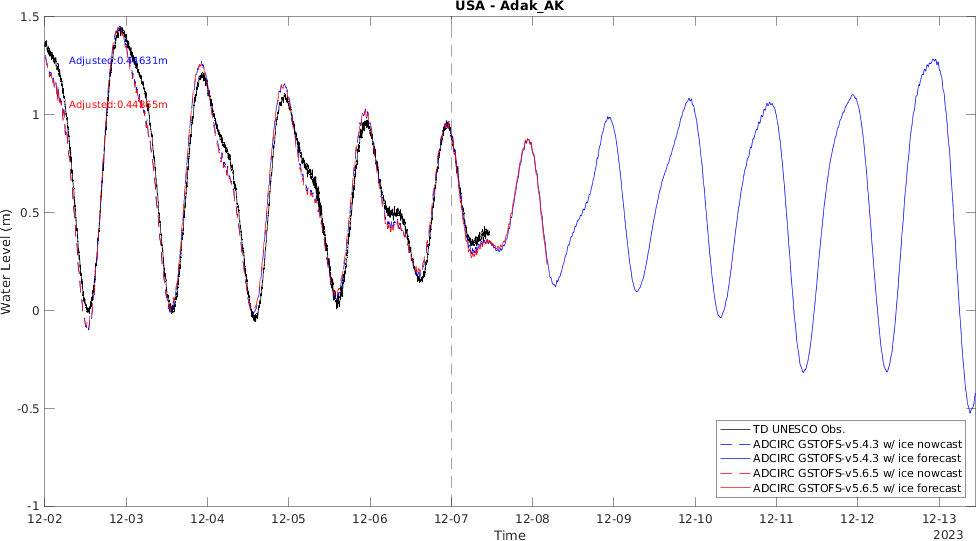 USA - Adak_AK
1.5
1
0.5
0
-0.5
-1
Water Level (m)
Adjusted:0.44631m
Adjusted:
12-02 12-03 12-04 12-05 12-06 12-07 12-08 12-09 12-10 12-11 12-12 12-13
2023
Time
TD UNESCO Obs.
ADCIRC GSTOFS-v5.4.3 w/ ice nowcast
ADCIRC GSTOFS-v5.4.3 w/ ice forecast
ADCIRC GSTOFS-v5.6.5 w/ ice nowcast
ADCIRC GSTOFS-v5.6.5 w/ ice forecast